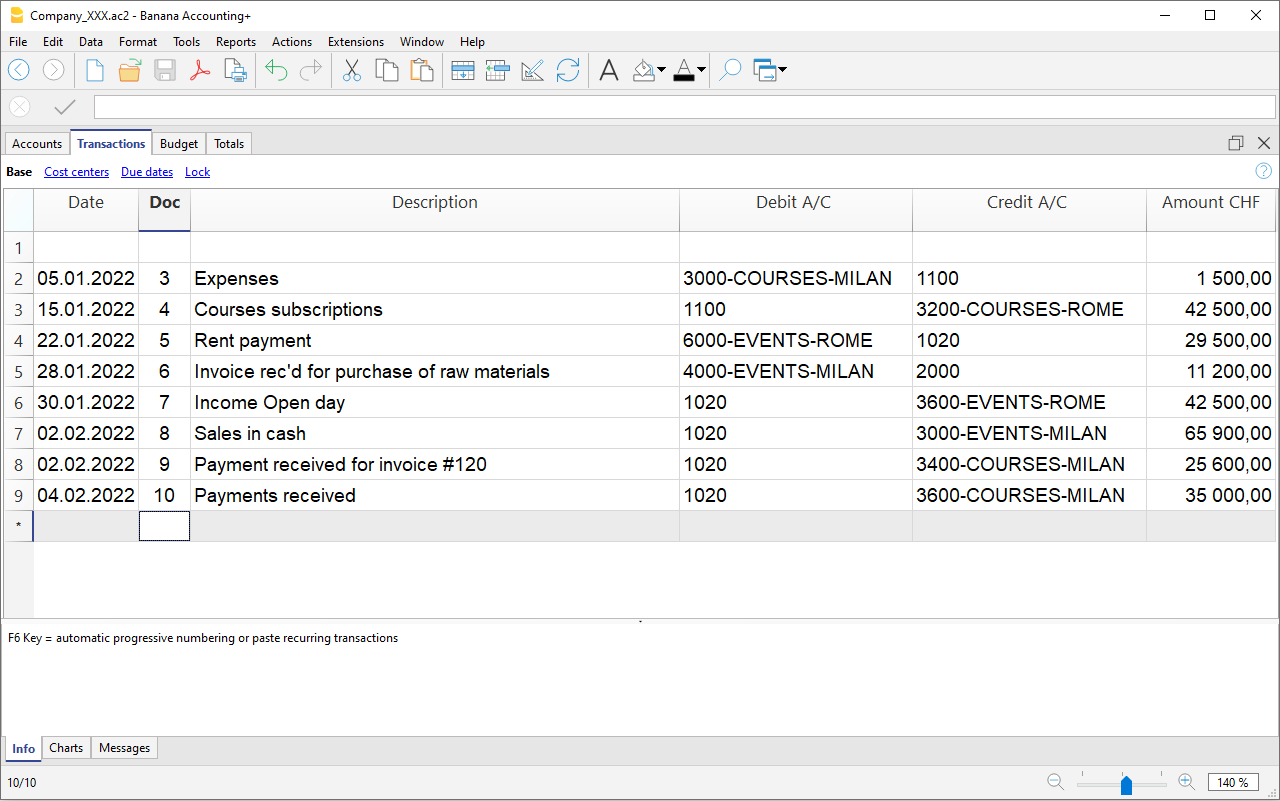 Company_XXX.ac2 - Banana Accounting+
File Edit Data Format Tools Reports Actions Extensions Window Help
Accounts Transactions Budget Totals
Base Cost centers Due dates Lock
Date Doc Description Debit A/C Credit A/C Amount CHF
1
2 05.01.2022 3 Expenses 3000-COURSES-MILAN 1100 1 500,00
3 15.01.2022 4 Courses subscriptions 1100 3200-COURSES-ROME 42 500,00
4 22.01.2022 5 Rent payment 6000-EVENTS-ROME 1020 29 500,00
5 28.01.2022 6 Invoice rec'd for purchase of raw materials 4000-EVENTS-MILAN 2000 11 200,00
6 30.01.2022 7 Income Open day 1020 3600-EVENTS-ROME 42 500,00
7 02.02.2022 8 Sales in cash 1020 3000-EVENTS-MILAN 65 900,00
8 02.02.2022 9 Payment received for invoice #120 1020 3400-COURSES-MILAN 25 600,00
9 04.02.2022 10 Payments received 1020 3600-COURSES-MILAN 35 000,00
*
F6 Key = automatic progressive numbering or paste recurring transactions
Info Charts Messages
10/10 140 %